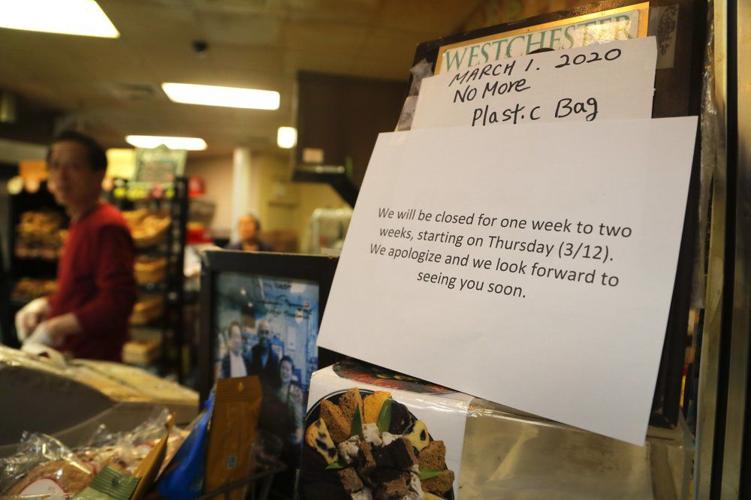 WESTCHESTER
MARCH 1. 2020
NO MORE
Plastic Bag
We will be closed for one week to two
weeks, starting on Thursday (3/12).
We apologize and we look forward to
seeing you soon.